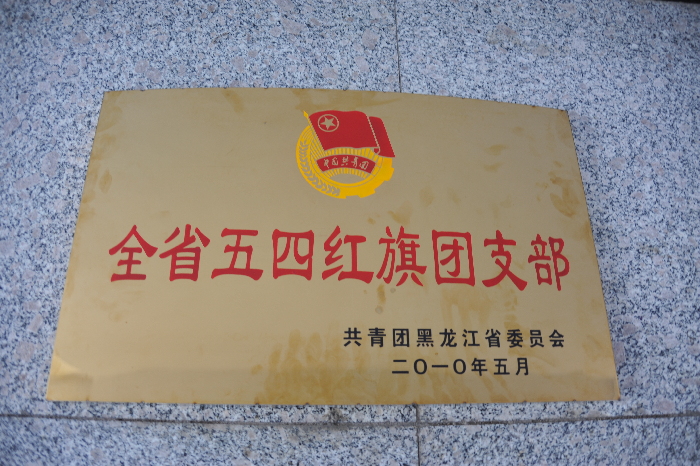 中国共青团
全省五四红旗团支部
共青团黑龙江省委员会
二〇一〇年五月